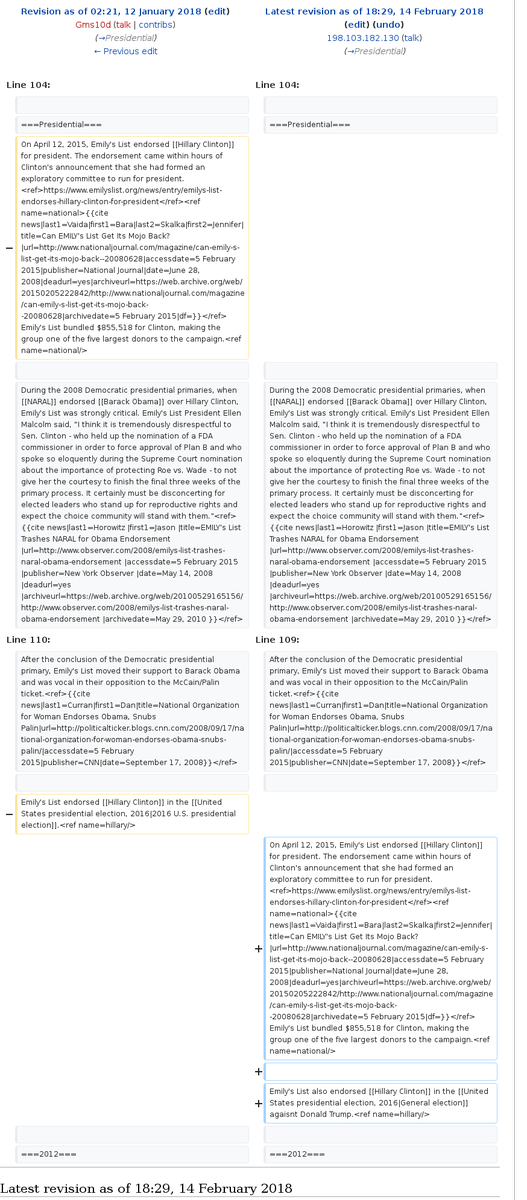 Revision as of 02:21, 12 January 2018 (edit)
Gms10d (talk | contribs)
(→Presidential)
← Previous edit
Latest revision as of 18:29, 14 February 2018
(edit) (undo)
198.103.182.130 (talk)
(→Presidential)
Line 104:
Line 104:
===Presidential===
===Presidential===
− On April 12, 2015, Emily's List endorsed [[Hillary Clinton]]
for president. The endorsement came within hours of
Clinton's announcement that she had formed an
exploratory committee to run for president.
<ref>https://www.emilyslist.org/news/entry/emilys-list-
endorses-hillary-clinton-for-president</ref><ref
name=national>{{cite
news|last1=Vaida|first1=Bara|last2=Skalka|first2=Jennifer|
title=Can EMILY's List Get Its Mojo Back?
|url=http://www.nationaljournal.com/magazine/can-emily-s-
list-get-its-mojo-back--20080628|accessdate=5 February
2015|publisher=National Journal|date=June 28,
2008|deadurl=yes|archiveurl=https://web.archive.org/web/
20150205222842/http://www.nationaljournal.com/magazine
/can-emily-s-list-get-its-mojo-back-
-20080628|archivedate=5 February 2015|df=}}</ref>
Emily's List bundled $855,518 for Clinton, making the
group one of the five largest donors to the campaign.<ref
name=national/>
During the 2008 Democratic presidential primaries, when
[[NARAL]] endorsed [[Barack Obama]] over Hillary Clinton,
Emily's List was strongly critical. Emily's List President Ellen
Malcolm said, "I think it is tremendously disrespectful to
Sen. Clinton - who held up the nomination of a FDA
commissioner in order to force approval of Plan B and who
spoke so eloquently during the Supreme Court nomination
about the importance of protecting Roe vs. Wade - to not
give her the courtesy to finish the final three weeks of the
primary process. It certainly must be disconcerting for
elected leaders who stand up for reproductive rights and
expect the choice community will stand with them."<ref>
{{cite news|last1=Horowitz |first1=Jason |title=EMILY's List
Trashes NARAL for Obama Endorsement
|url=http://www.observer.com/2008/emilys-list-trashes-
naral-obama-endorsement |accessdate=5 February 2015
|publisher=New York Observer |date=May 14, 2008
|deadurl=yes
|archiveurl=https://web.archive.org/web/20100529165156/
http://www.observer.com/2008/emilys-list-trashes-naral-
obama-endorsement |archivedate=May 29, 2010 }}</ref>
During the 2008 Democratic presidential primaries, when
[[NARAL]] endorsed [[Barack Obama]] over Hillary Clinton,
Emily's List was strongly critical. Emily's List President Ellen
Malcolm said, "I think it is tremendously disrespectful to
Sen. Clinton - who held up the nomination of a FDA
commissioner in order to force approval of Plan B and who
spoke so eloquently during the Supreme Court nomination
about the importance of protecting Roe vs. Wade - to not
give her the courtesy to finish the final three weeks of the
primary process. It certainly must be disconcerting for
elected leaders who stand up for reproductive rights and
expect the choice community will stand with them."<ref>
{{cite news|last1=Horowitz |first1=Jason |title=EMILY's List
Trashes NARAL for Obama Endorsement
|url=http://www.observer.com/2008/emilys-list-trashes-
naral-obama-endorsement |accessdate=5 February 2015
|publisher=New York Observer |date=May 14, 2008
|deadurl=yes
|archiveurl=https://web.archive.org/web/20100529165156/
http://www.observer.com/2008/emilys-list-trashes-naral-
obama-endorsement |archivedate=May 29, 2010 }}</ref>
Line 110:
Line 109:
After the conclusion of the Democratic presidential
primary, Emily's List moved their support to Barack Obama
and was vocal in their opposition to the McCain/Palin
ticket.<ref>{{cite
news|last1=Curran|first1=Dan|title=National Organization
for Woman Endorses Obama, Snubs
Palin|url=http://politicalticker.blogs.cnn.com/2008/09/17/na
tional-organization-for-woman-endorses-obama-snubs-
palin/|accessdate=5 February
2015|publisher=CNN|date=September 17, 2008}}</ref>
After the conclusion of the Democratic presidential
primary, Emily's List moved their support to Barack Obama
and was vocal in their opposition to the McCain/Palin
ticket.<ref>{{cite
news|last1=Curran|first1=Dan|title=National Organization
for Woman Endorses Obama, Snubs
Palin|url=http://politicalticker.blogs.cnn.com/2008/09/17/na
tional-organization-for-woman-endorses-obama-snubs-
palin/|accessdate=5 February
2015|publisher=CNN|date=September 17, 2008}}</ref>
− Emily's List endorsed [[Hillary Clinton]] in the [[United
States presidential election, 2016|2016 U.S. presidential
election]].<ref name=hillary/>
+ On April 12, 2015, Emily's List endorsed [[Hillary Clinton]]
for president. The endorsement came within hours of
Clinton's announcement that she had formed an
exploratory committee to run for president.
<ref>https://www.emilyslist.org/news/entry/emilys-list-
endorses-hillary-clinton-for-president</ref><ref
name=national>{{cite
news|last1=Vaida|first1=Bara|last2=Skalka|first2=Jennifer|
title=Can EMILY's List Get Its Mojo Back?
|url=http://www.nationaljournal.com/magazine/can-emily-s-
list-get-its-mojo-back--20080628|accessdate=5 February
2015|publisher=National Journal|date=June 28,
2008|deadurl=yes|archiveurl=https://web.archive.org/web/
20150205222842/http://www.nationaljournal.com/magazine
/can-emily-s-list-get-its-mojo-back-
-20080628|archivedate=5 February 2015|df=}}</ref>
Emily's List bundled $855,518 for Clinton, making the
group one of the five largest donors to the campaign.<ref
name=national/>
+
+ Emily's List also endorsed [[Hillary Clinton]] in the [[United
States presidential election, 2016|General election]]
agaisnt Donald Trump.<ref name=hillary/>
===2012===
===2012===
Latest revision as of 18:29, 14 February 2018